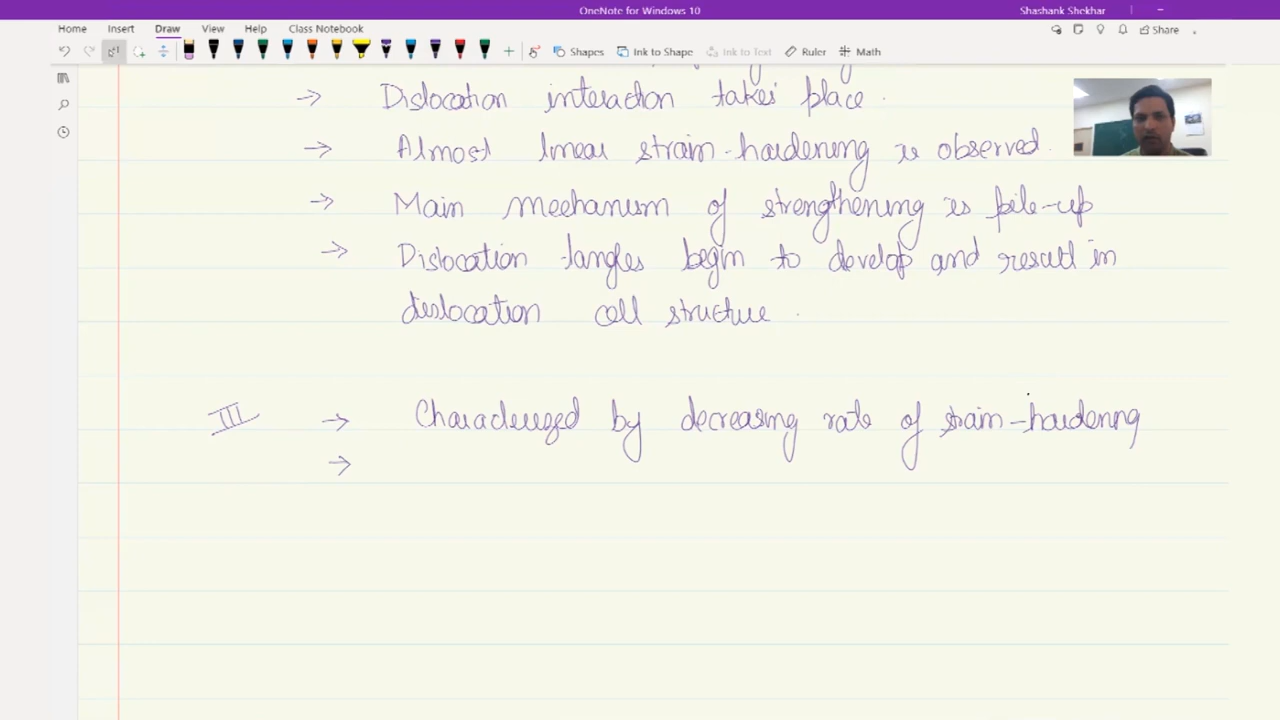 OneNote for Windows 10
Shashank Shekhar
Home Insert Draw View Help Class Notebook
Share
Shapes Ink to Shape Ink to Text Ruler Math
→ Dislocation interaction takes place.
→ Almost linear strain-hardening is observed.
→ Main mechanism of strengthening is pile-up
→ Dislocation tangles begin to develop and result in
dislocation cell structure.
III → Characterized by decreasing rate of strain-hardening
→